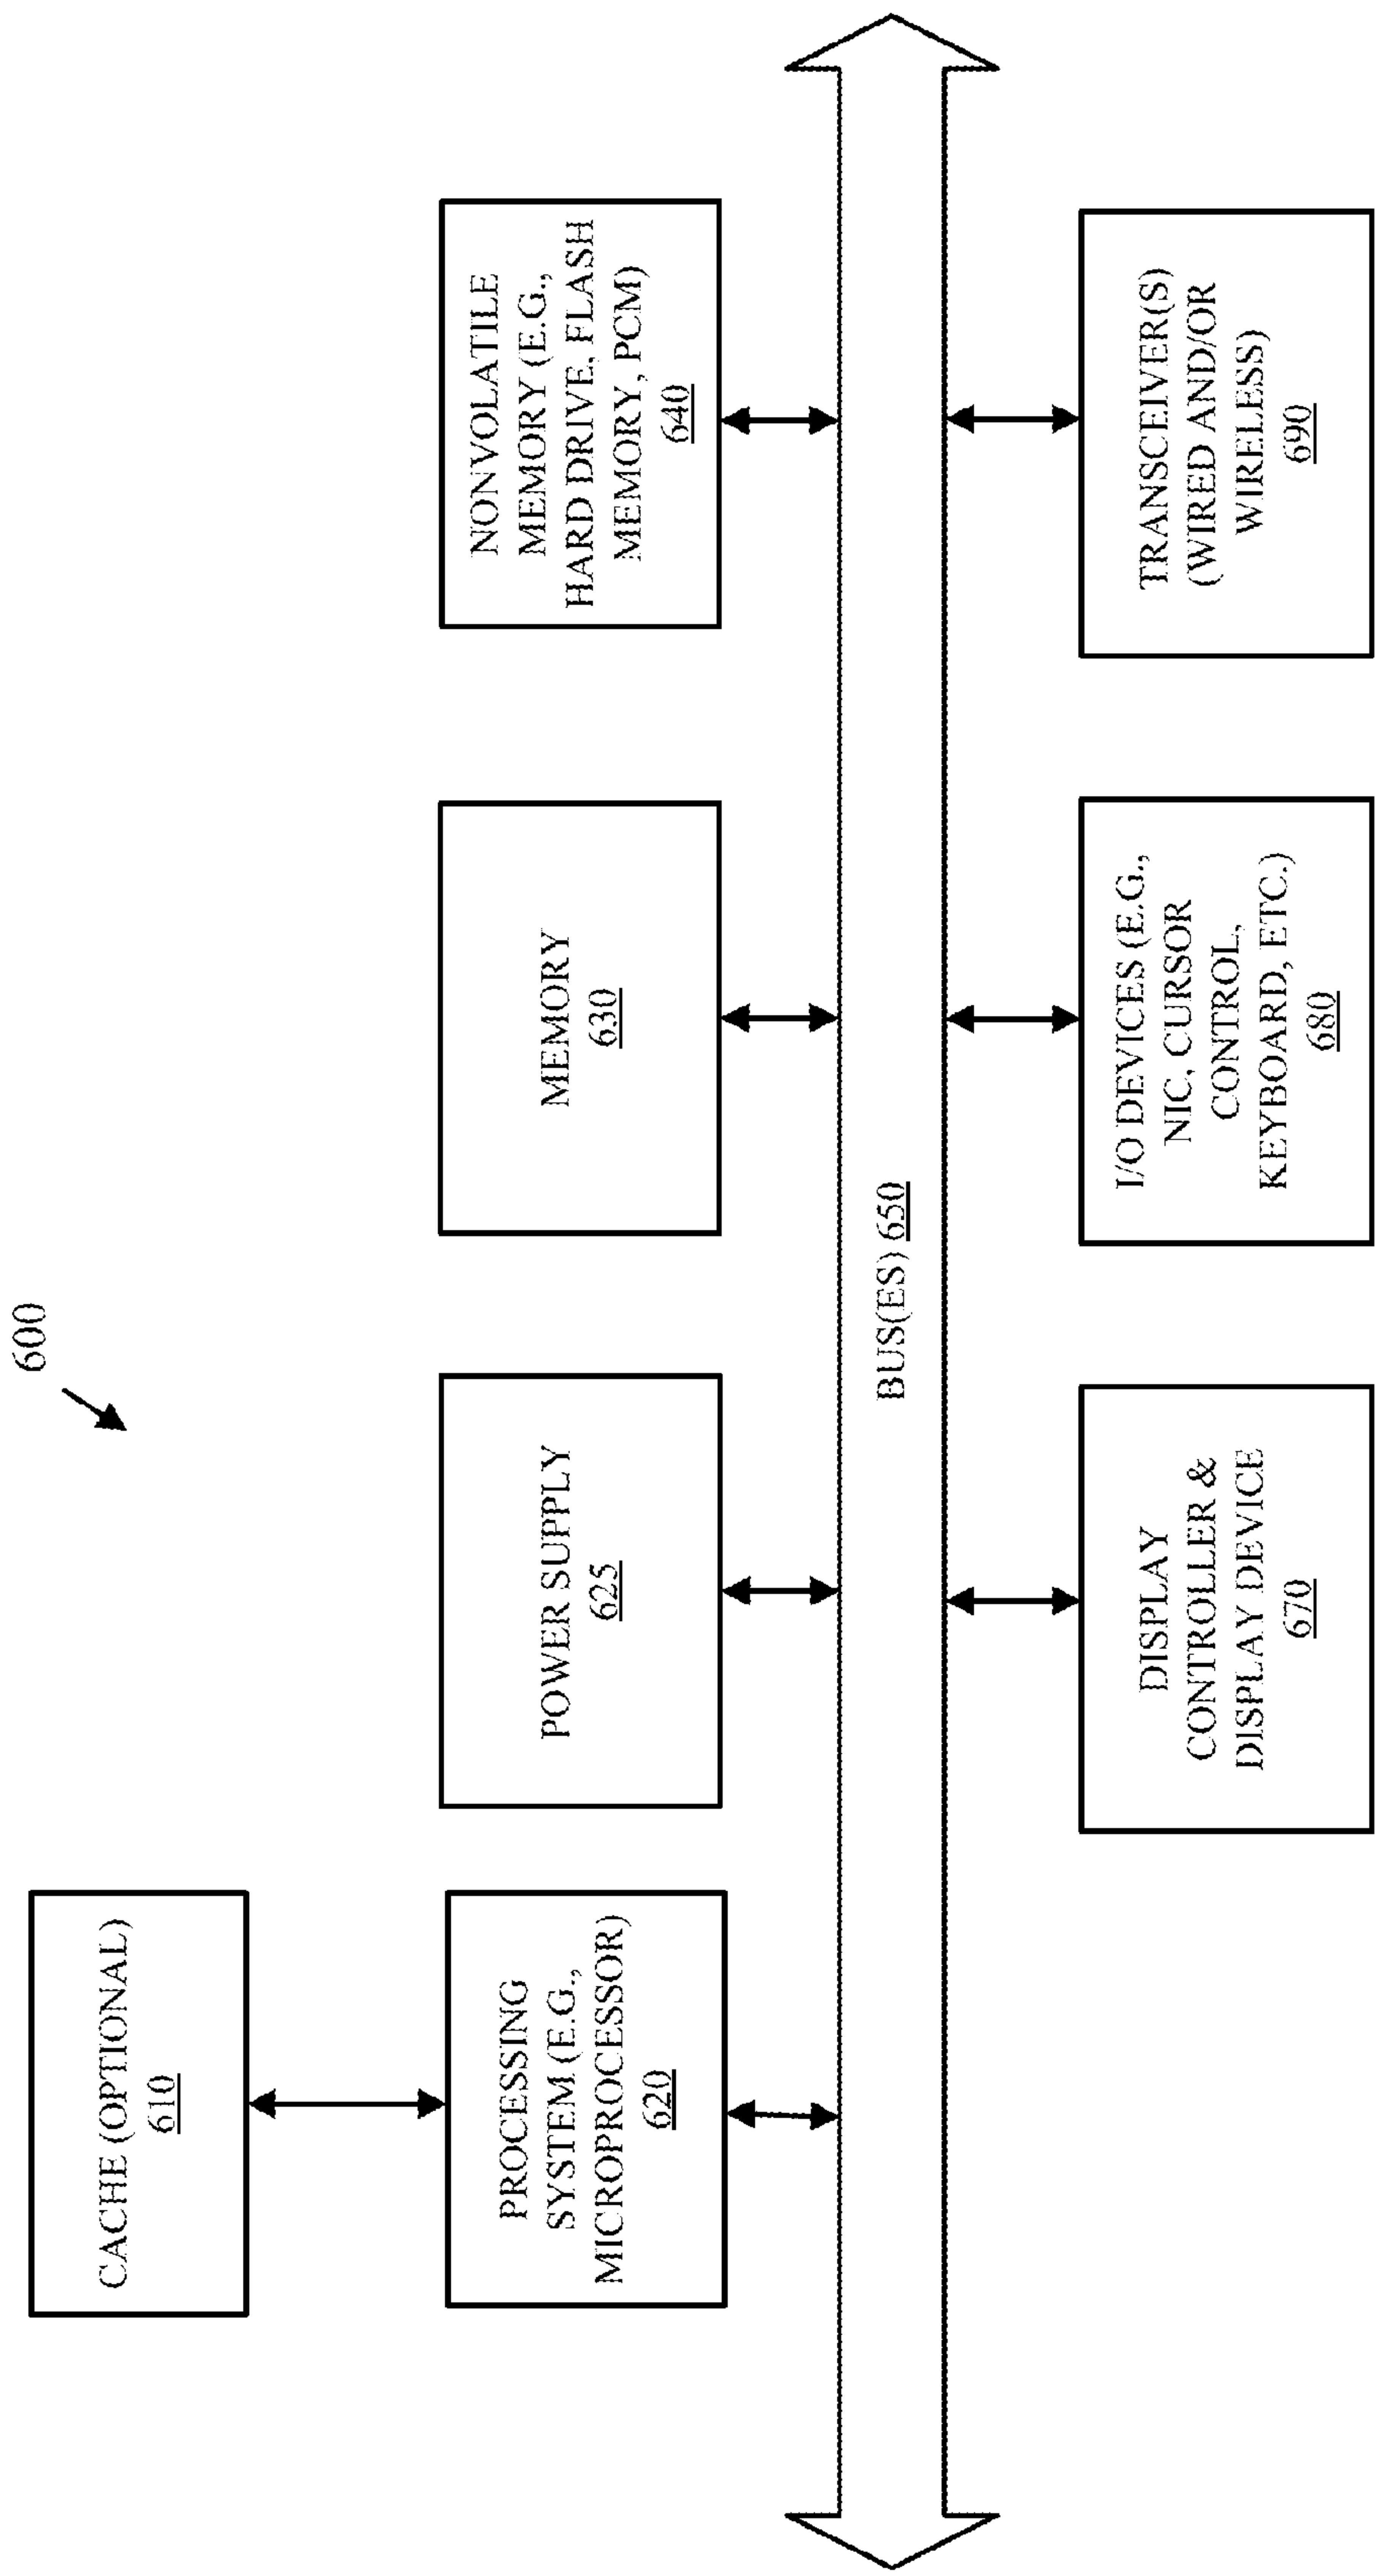 600
CACHE (OPTIONAL)
610
PROCESSING
SYSTEM (E.G.,
MICROPROCESSOR)
620
POWER SUPPLY
625
MEMORY
630
NONVOLATILE
MEMORY (E.G.,
HARD DRIVE, FLASH
MEMORY, PCM)
640
BUS(ES) 650
DISPLAY
CONTROLLER &
DISPLAY DEVICE
670
I/O DEVICES (E.G.,
NIC, CURSOR
CONTROL,
KEYBOARD, ETC.)
680
TRANSCEIVER(S)
(WIRED AND/OR
WIRELESS)
690